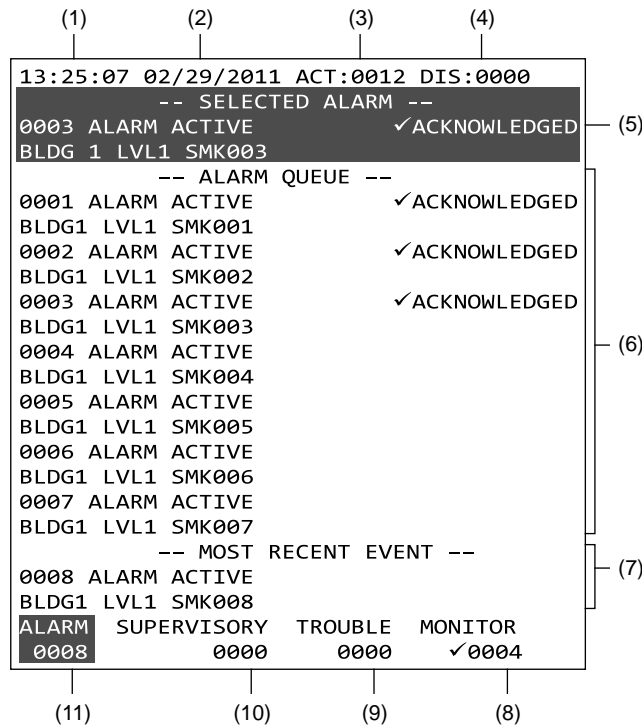 (1) (2) (3) (4)
13:25:07 02/29/2011 ACT:0012 DIS:0000
-- SELECTED ALARM --
0003 ALARM ACTIVE ✓ACKNOWLEDGED (5)
BLDG 1 LVL1 SMK003
-- ALARM QUEUE --
0001 ALARM ACTIVE ✓ACKNOWLEDGED
BLDG1 LVL1 SMK001
0002 ALARM ACTIVE ✓ACKNOWLEDGED
BLDG1 LVL1 SMK002
0003 ALARM ACTIVE ✓ACKNOWLEDGED
BLDG1 LVL1 SMK003
0004 ALARM ACTIVE (6)
BLDG1 LVL1 SMK004
0005 ALARM ACTIVE
BLDG1 LVL1 SMK005
0006 ALARM ACTIVE
BLDG1 LVL1 SMK006
0007 ALARM ACTIVE
BLDG1 LVL1 SMK007
-- MOST RECENT EVENT --
0008 ALARM ACTIVE (7)
BLDG1 LVL1 SMK008
ALARM SUPERVISORY TROUBLE MONITOR
0008 0000 0000 ✓0004
(11) (10) (9) (8)